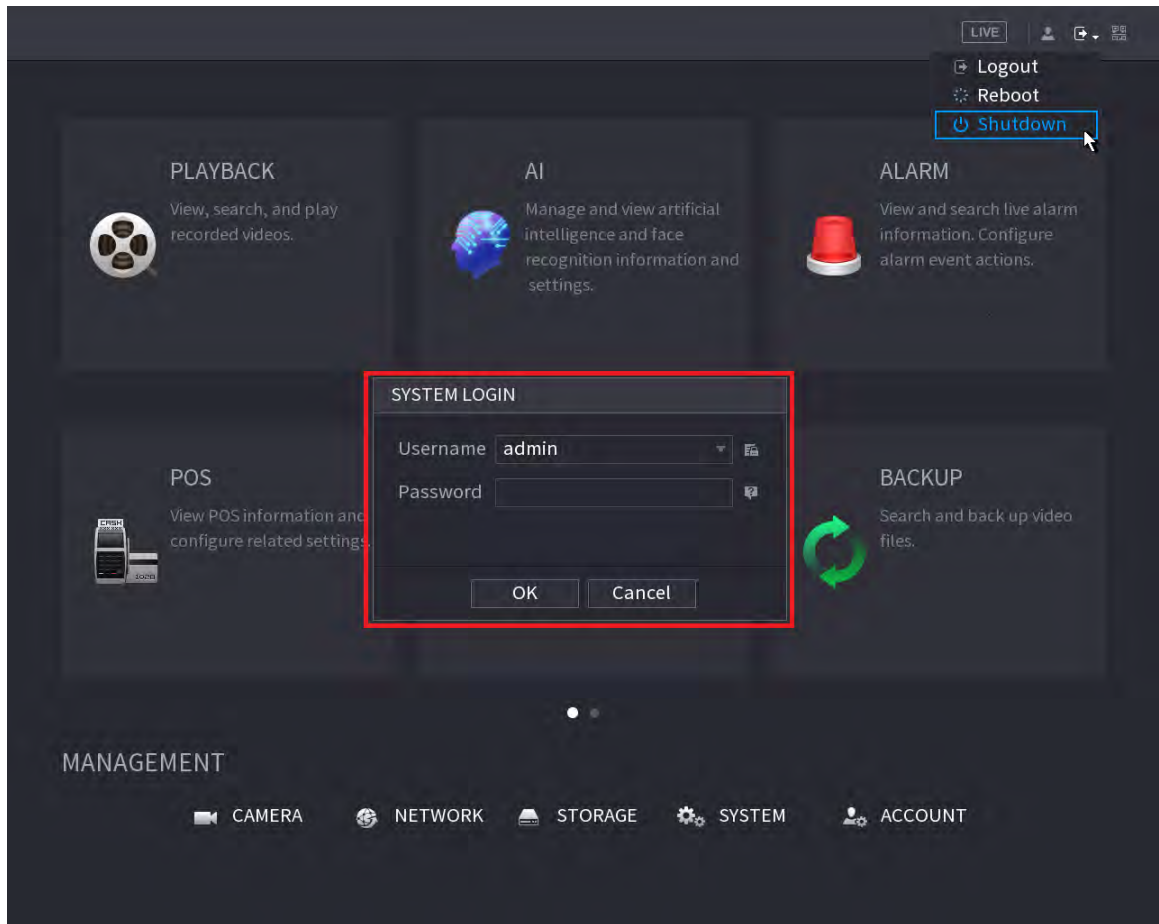 LIVE
Logout
Reboot
Shutdown
PLAYBACK
View, search, and play
recorded videos.
AI
Manage and view artificial
intelligence and face
recognition information and
settings.
ALARM
View and search live alarm
information. Configure
alarm event actions.
SYSTEM LOGIN
Username admin
Password
OK Cancel
POS
View POS information and
configure related settings.
CASH
BACKUP
Search and back up video
files.
MANAGEMENT
CAMERA NETWORK STORAGE SYSTEM ACCOUNT